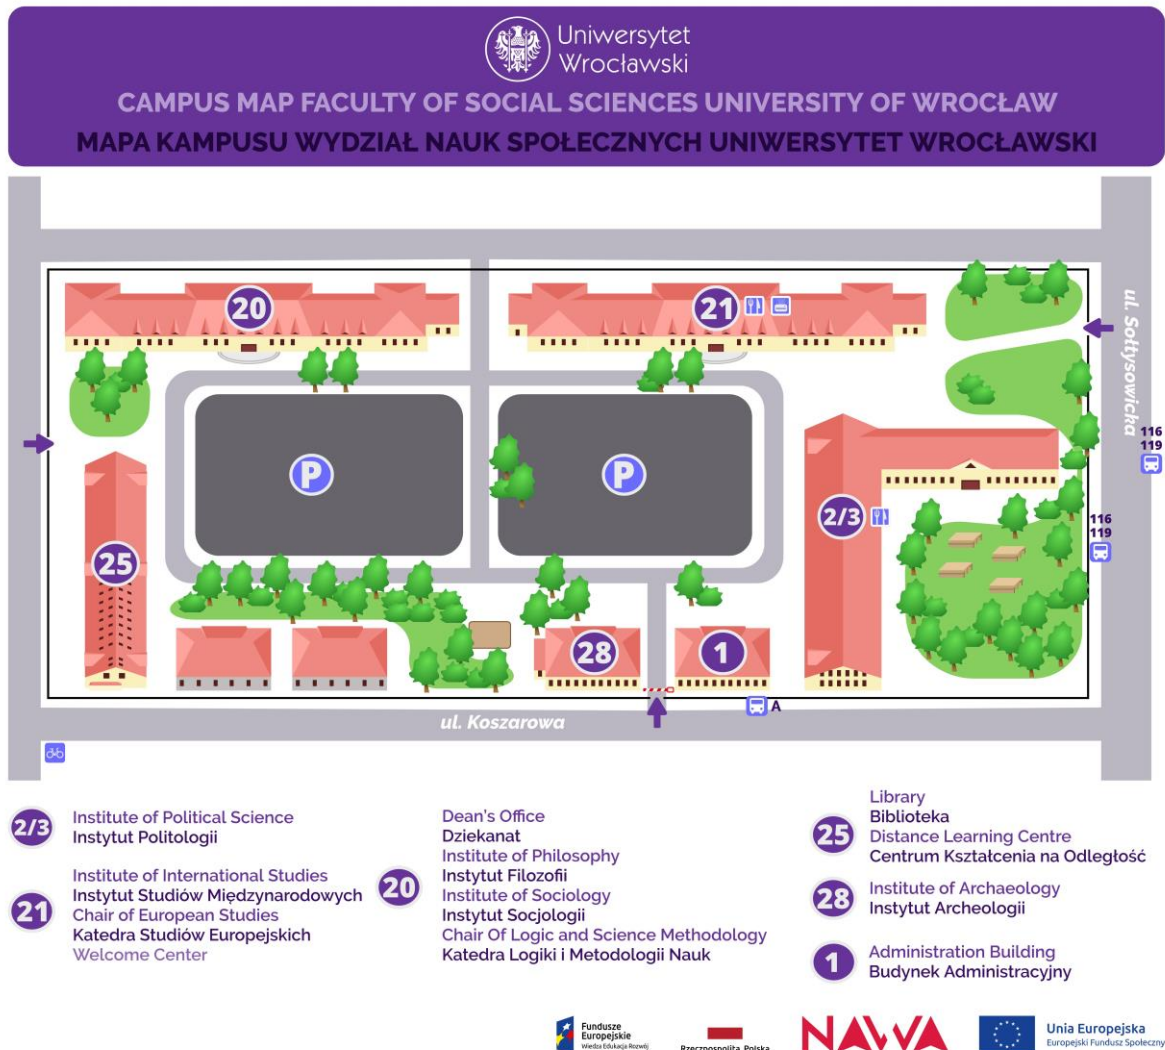 Uniwersytet
Wrocławski
CAMPUS MAP FACULTY OF SOCIAL SCIENCES UNIVERSITY OF WROCŁAW
MAPA KAMPUSU WYDZIAŁ NAUK SPOŁECZNYCH UNIWERSYTET WROCŁAWSKI
20
21
ul. Sołtysowicka
116
119
P
P
2/3
116
119
25
28
1
A
ul. Koszarowa
2/3
Institute of Political Science
Instytut Politologii
21
Institute of International Studies
Instytut Studiów Międzynarodowych
Chair of European Studies
Katedra Studiów Europejskich
Welcome Center
20
Dean's Office
Dziekanat
Institute of Philosophy
Instytut Filozofii
Institute of Sociology
Instytut Socjologii
Chair Of Logic and Science Methodology
Katedra Logiki i Metodologii Nauk
25
Library
Biblioteka
Distance Learning Centre
Centrum Kształcenia na Odległość
28
Institute of Archaeology
Instytut Archeologii
1
Administration Building
Budynek Administracyjny
Fundusze
Europejskie
Wiedza Edukacja Rozwój
Rzeczpospolita Polska
NAWA
Unia Europejska
Europejski Fundusz Społeczny